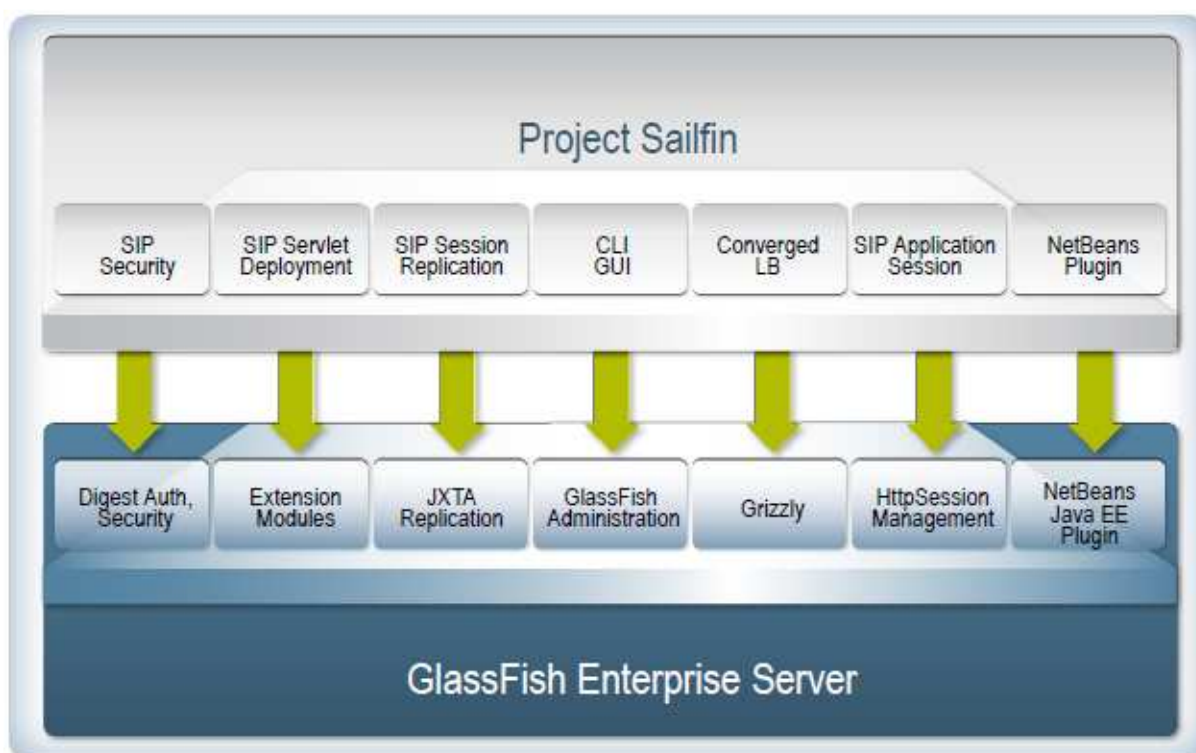 Project Sailfin
SIP
Security
SIP Servlet
Deployment
SIP Session
Replication
CLI
GUI
Converged
LB
SIP Application
Session
NetBeans
Plugin
Digest Auth,
Security
Extension
Modules
JXTA
Replication
GlassFish
Administration
Grizzly
HttpSession
Management
NetBeans
Java EE
Plugin
GlassFish Enterprise Server